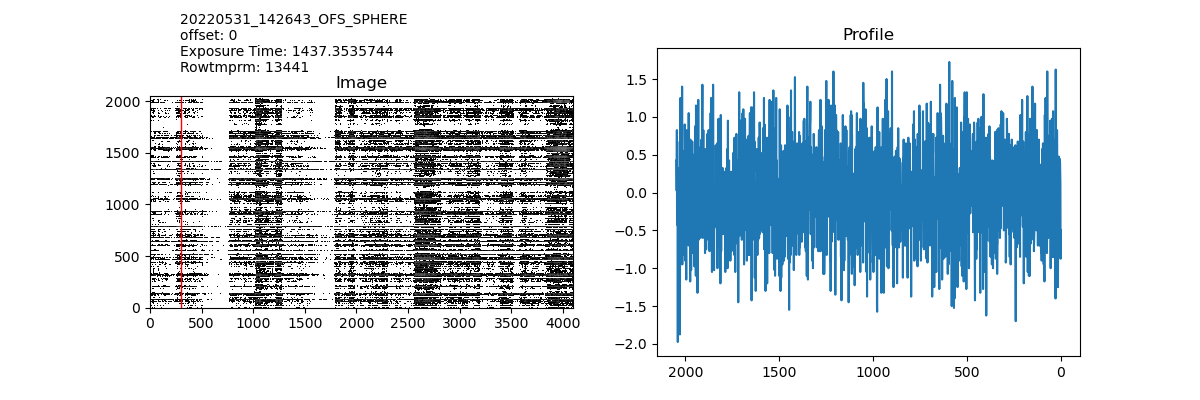 20220531_142643_OFS_SPHERE
offset: 0
Exposure Time: 1437.3535744
Rowtmprm: 13441
Image
2000
1500
1000
500
0
0 500 1000 1500 2000 2500 3000 3500 4000
Profile
1.5
1.0
0.5
0.0
−0.5
−1.0
−1.5
−2.0
2000 1500 1000 500 0